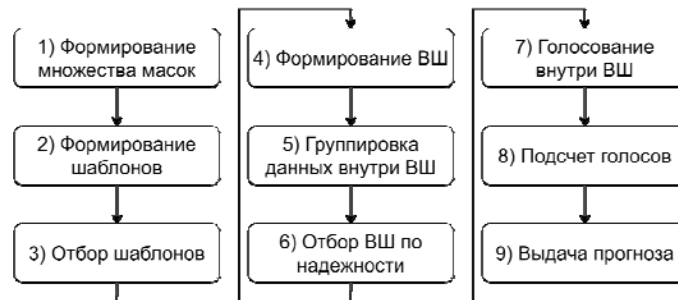 1) Формирование
множества масок
2) Формирование
шаблонов
3) Отбор шаблонов
4) Формирование ВШ
5) Группировка
данных внутри ВШ
6) Отбор ВШ по
надежности
7) Голосование
внутри ВШ
8) Подсчет голосов
9) Выдача прогноза